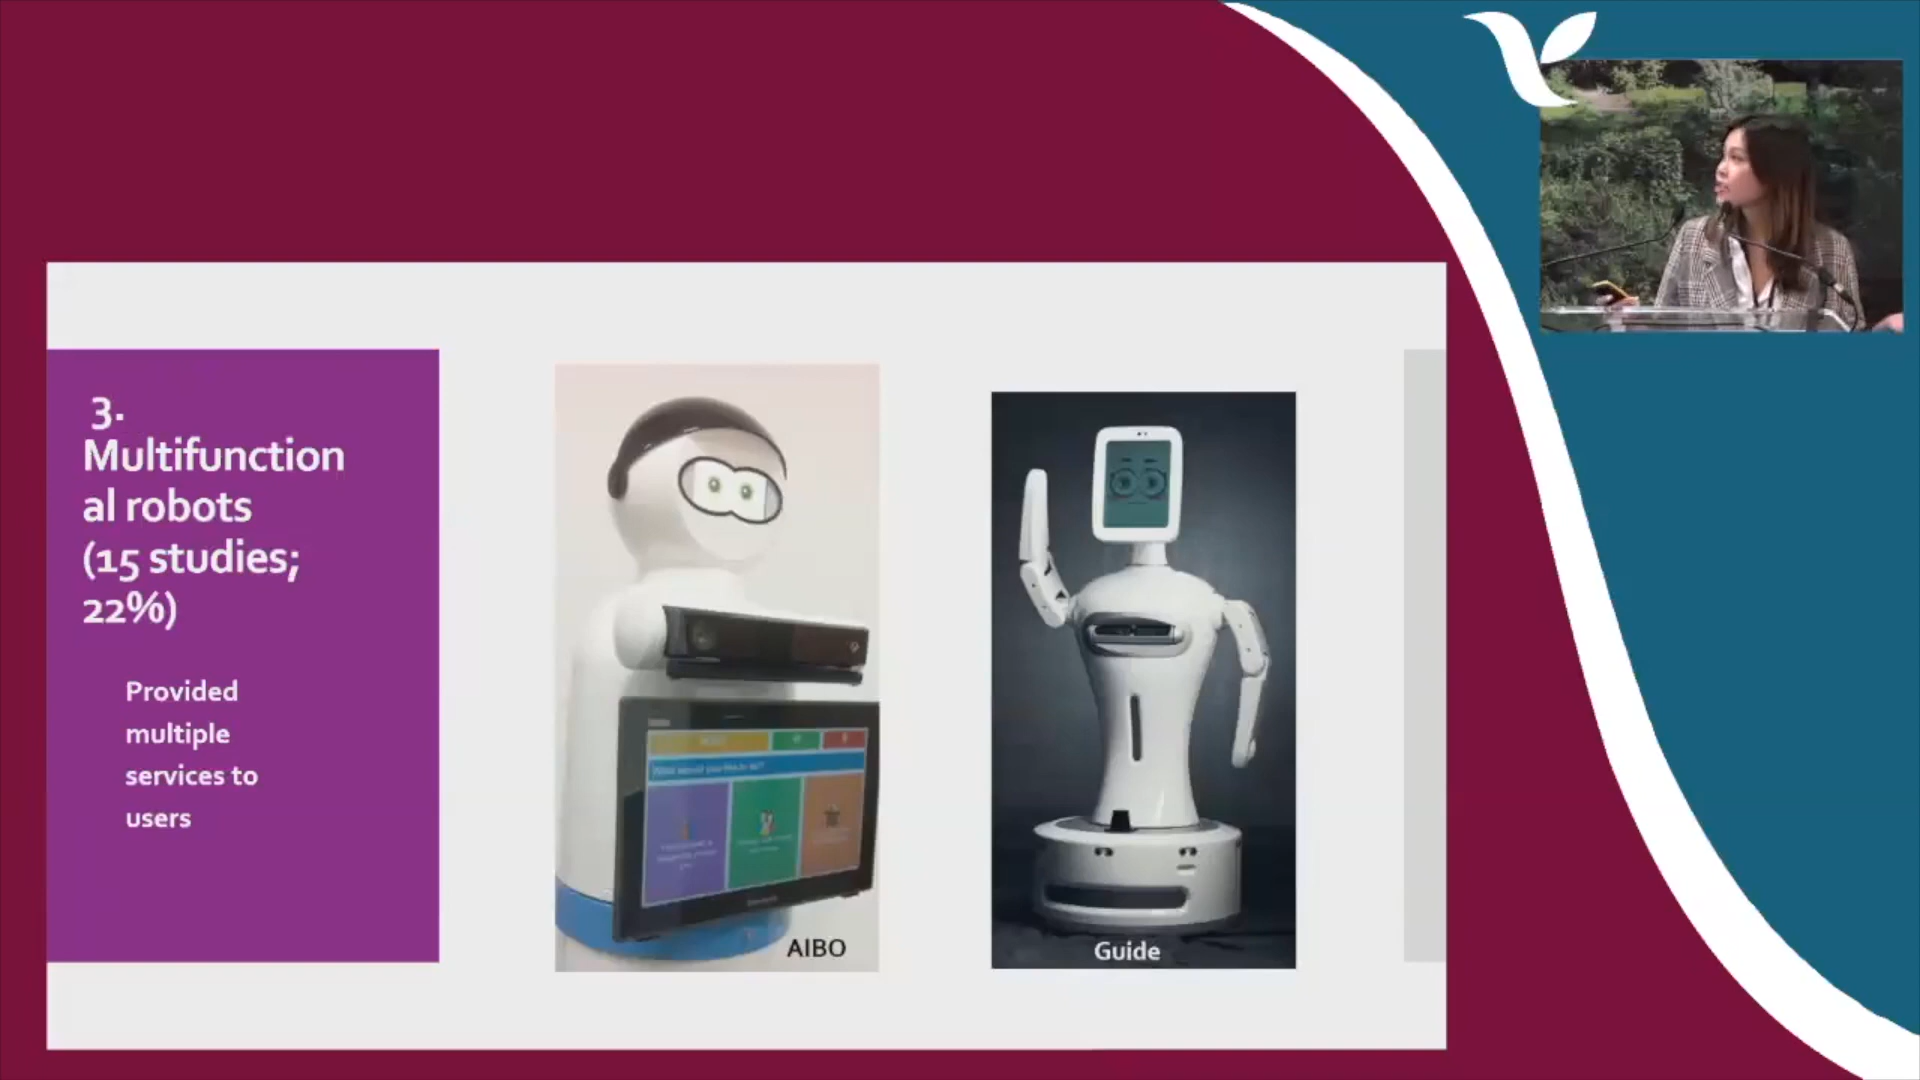 3.
Multifunction
al robots
(15 studies;
22%)
Provided
multiple
services to
users
AIBO
Guide